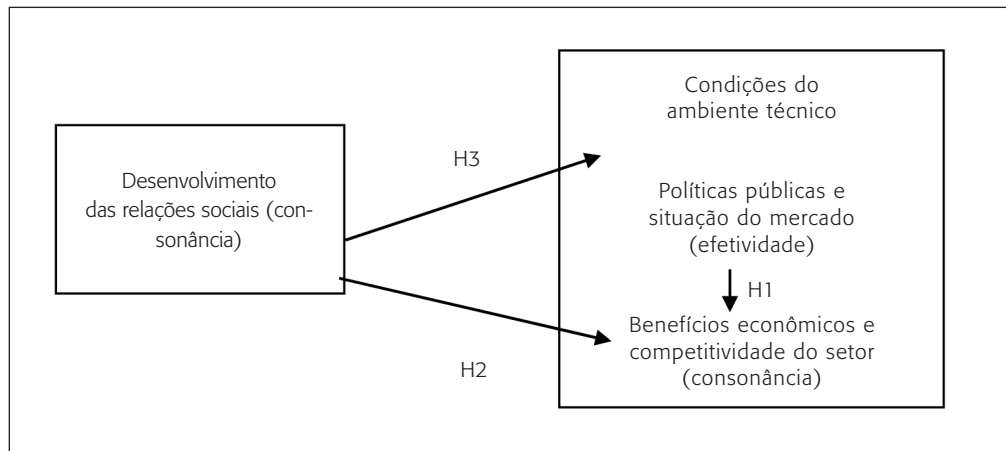 Desenvolvimento
das relações sociais (con-
sonância)
H3
H2
Condições do
ambiente técnico
Políticas públicas e
situação do mercado
(efetividade)
H1
Benefícios econômicos e
competitividade do setor
(consonância)